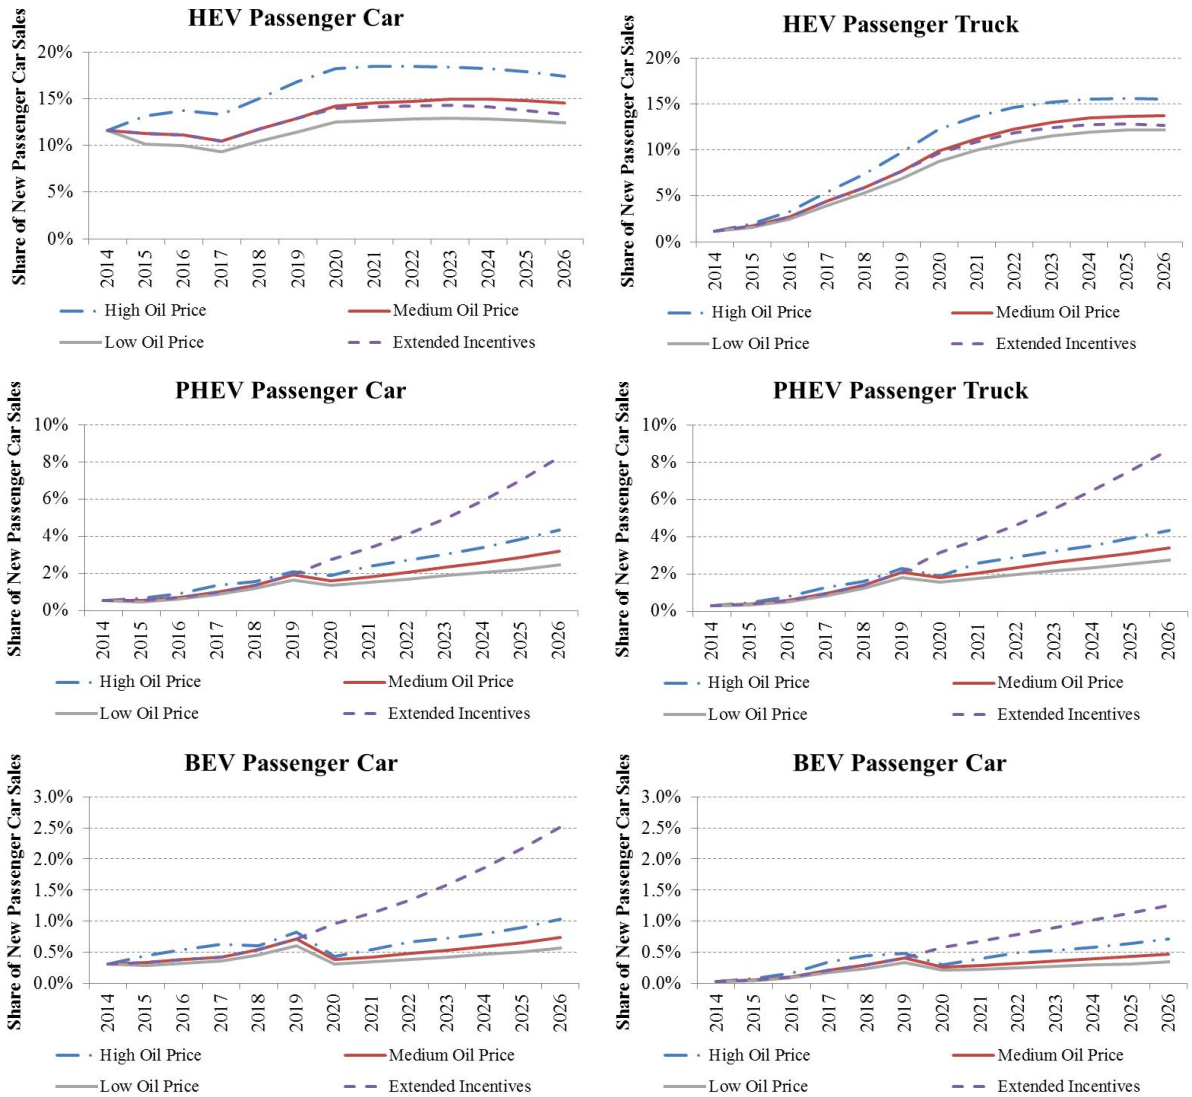 HEV Passenger Car
Share of New Passenger Car Sales
20%
15%
10%
5%
0%
2014 2015 2016 2017 2018 2019 2020 2021 2022 2023 2024 2025 2026
High Oil Price Medium Oil Price
Low Oil Price Extended Incentives
HEV Passenger Truck
Share of New Passenger Car Sales
20%
15%
10%
5%
0%
2014 2015 2016 2017 2018 2019 2020 2021 2022 2023 2024 2025 2026
High Oil Price Medium Oil Price
Low Oil Price Extended Incentives
PHEV Passenger Car
Share of New Passenger Car Sales
10%
8%
6%
4%
2%
0%
2014 2015 2016 2017 2018 2019 2020 2021 2022 2023 2024 2025 2026
High Oil Price Medium Oil Price
Low Oil Price Extended Incentives
PHEV Passenger Truck
Share of New Passenger Car Sales
10%
8%
6%
4%
2%
0%
2014 2015 2016 2017 2018 2019 2020 2021 2022 2023 2024 2025 2026
High Oil Price Medium Oil Price
Low Oil Price Extended Incentives
BEV Passenger Car
Share of New Passenger Car Sales
3.0%
2.5%
2.0%
1.5%
1.0%
0.5%
0.0%
2014 2015 2016 2017 2018 2019 2020 2021 2022 2023 2024 2025 2026
High Oil Price Medium Oil Price
Low Oil Price Extended Incentives
BEV Passenger Car
Share of New Passenger Car Sales
3.0%
2.5%
2.0%
1.5%
1.0%
0.5%
0.0%
2014 2015 2016 2017 2018 2019 2020 2021 2022 2023 2024 2025 2026
High Oil Price Medium Oil Price
Low Oil Price Extended Incentives